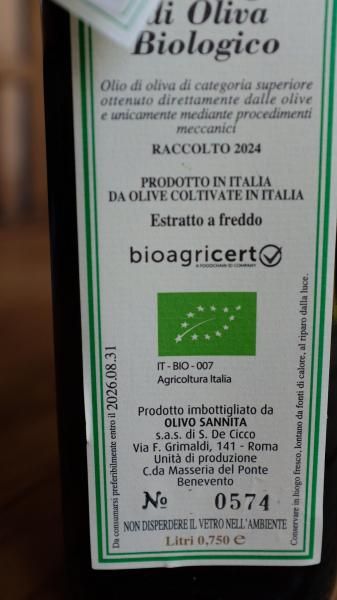 di Oliva
Biologico
Olio di oliva di categoria superiore
ottenuto direttamente dalle olive
e unicamente mediante procedimenti
meccanici
RACCOLTO 2024
PRODOTTO IN ITALIA
DA OLIVE COLTIVATE IN ITALIA
Estratto a freddo
bioagricert
A FOODCHAIN ID COMPANY
IT - BIO - 007
Agricoltura Italia
Prodotto imbottigliato da
OLIVO SANNITA
s.a.s. di S. De Cicco
Via F. Grimaldi, 141 - Roma
Unità di produzione
C.da Masseria del Ponte
Benevento
No 0574
NON DISPERDERE IL VETRO NELL'AMBIENTE
Litri 0,750 e
Da consumarsi preferibilmente entro il 2026.08.31
Conservare in luogo fresco, lontano da fonti di calore, al riparo dalla luce.